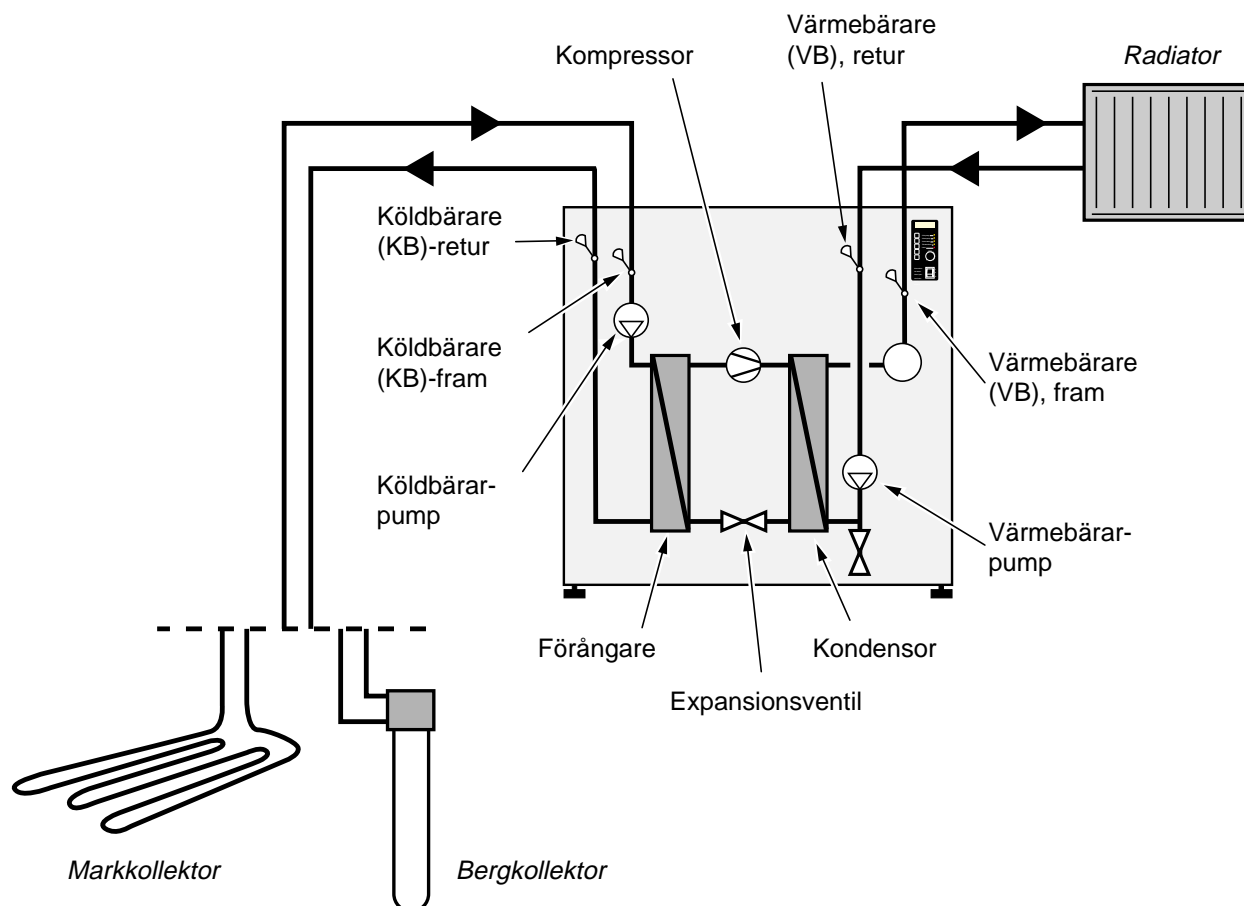 Värmebärare
(VB), retur
Kompressor
Radiator
Köldbärare
(KB)-retur
Köldbärare
(KB)-fram
Värmebärare
(VB), fram
Köldbärar-
pump
Värmebärar-
pump
Förångare
Kondensor
Expansionsventil
Markkollektor
Bergkollektor